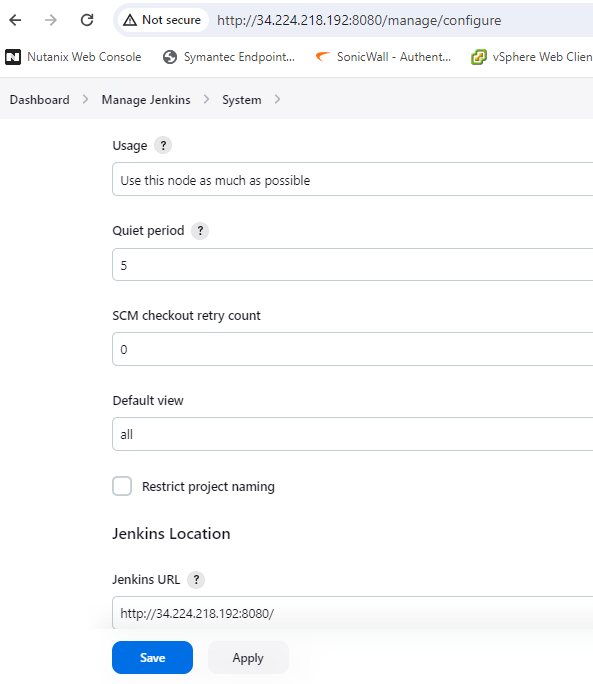 Not secure http://34.224.218.192:8080/manage/configure
Nutanix Web Console Symantec Endpoint... SonicWall - Authent... vSphere Web Clien
Dashboard > Manage Jenkins > System >
Usage ?
Use this node as much as possible
Quiet period ?
5
SCM checkout retry count
0
Default view
all
Restrict project naming
Jenkins Location
Jenkins URL ?
http://34.224.218.192:8080/
Save Apply